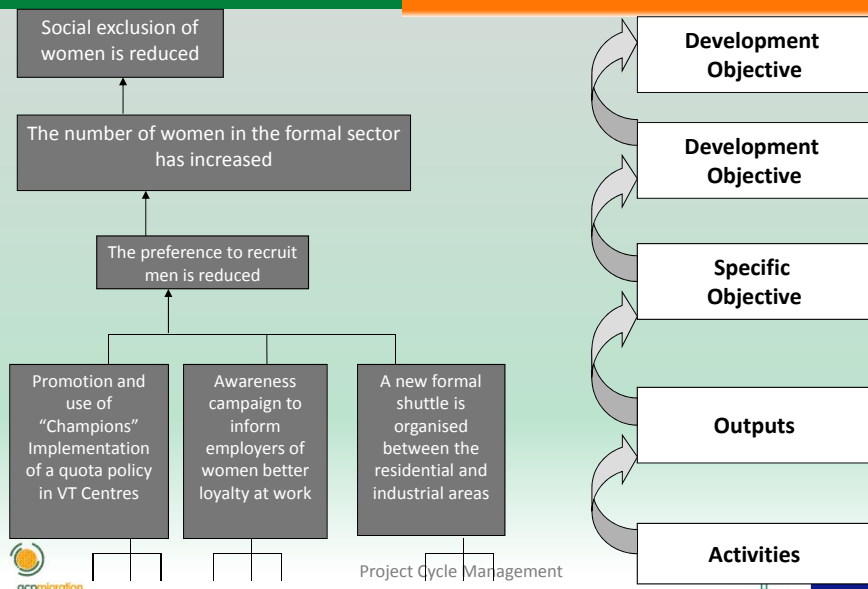 Social exclusion of
women is reduced
The number of women in the formal sector
has increased
The preference to recruit
men is reduced
Promotion and
use of
“Champions”
Implementation
of a quota policy
in VT Centres
Awareness
campaign to
inform
employers of
women better
loyalty at work
A new formal
shuttle is
organised
between the
residential and
industrial areas
Development
Objective
Development
Objective
Specific
Objective
Outputs
Activities
Project Cycle Management
acpmigration